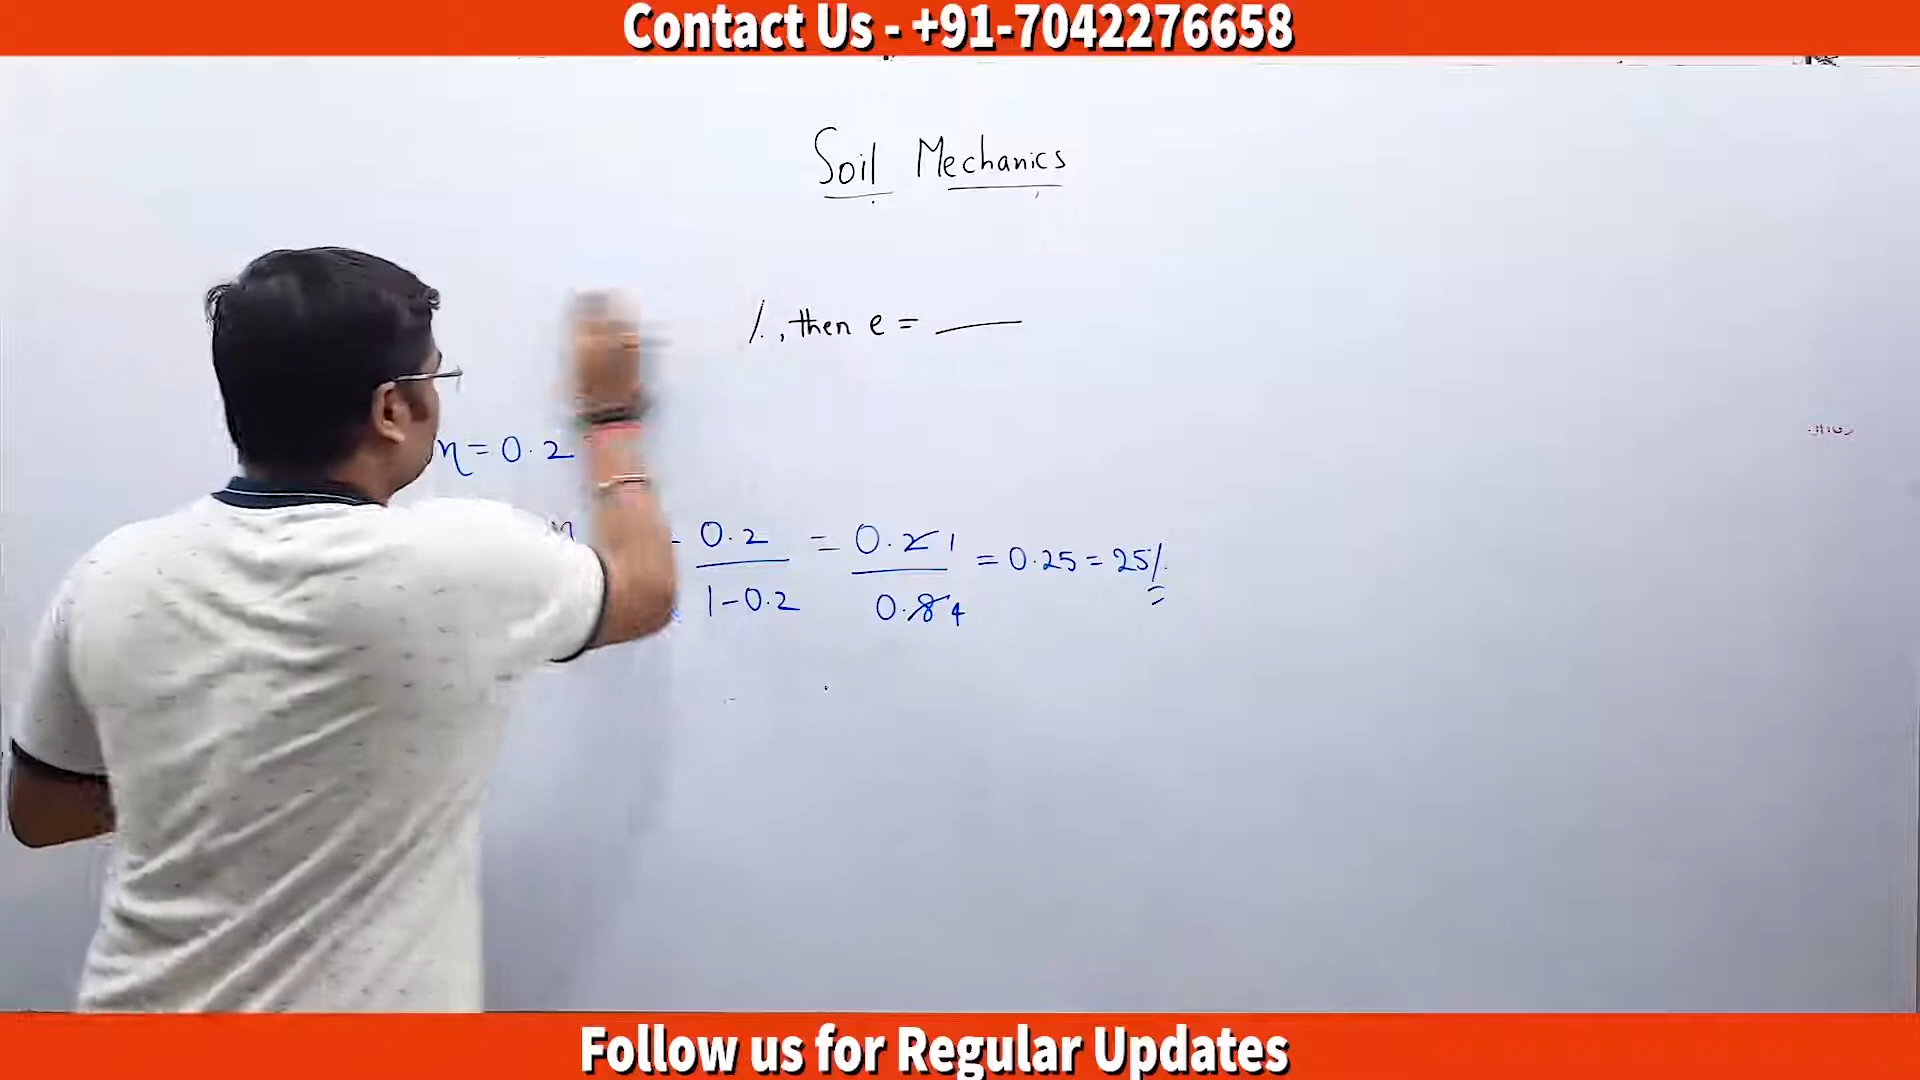 Contact Us - +91-7042276658
Soil Mechanics
%, then e = ___
η = 0.2
n = 0.2 / 1-0.2 = 0.2 1 / 0.8 4 = 0.25 = 25%
Follow us for Regular Updates